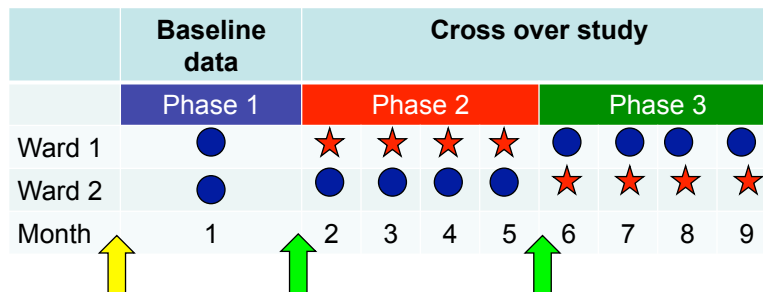 Baseline
data
Cross over study
Phase 1 Phase 2 Phase 3
Ward 1
Ward 2
Month 1 2 3 4 5 6 7 8 9